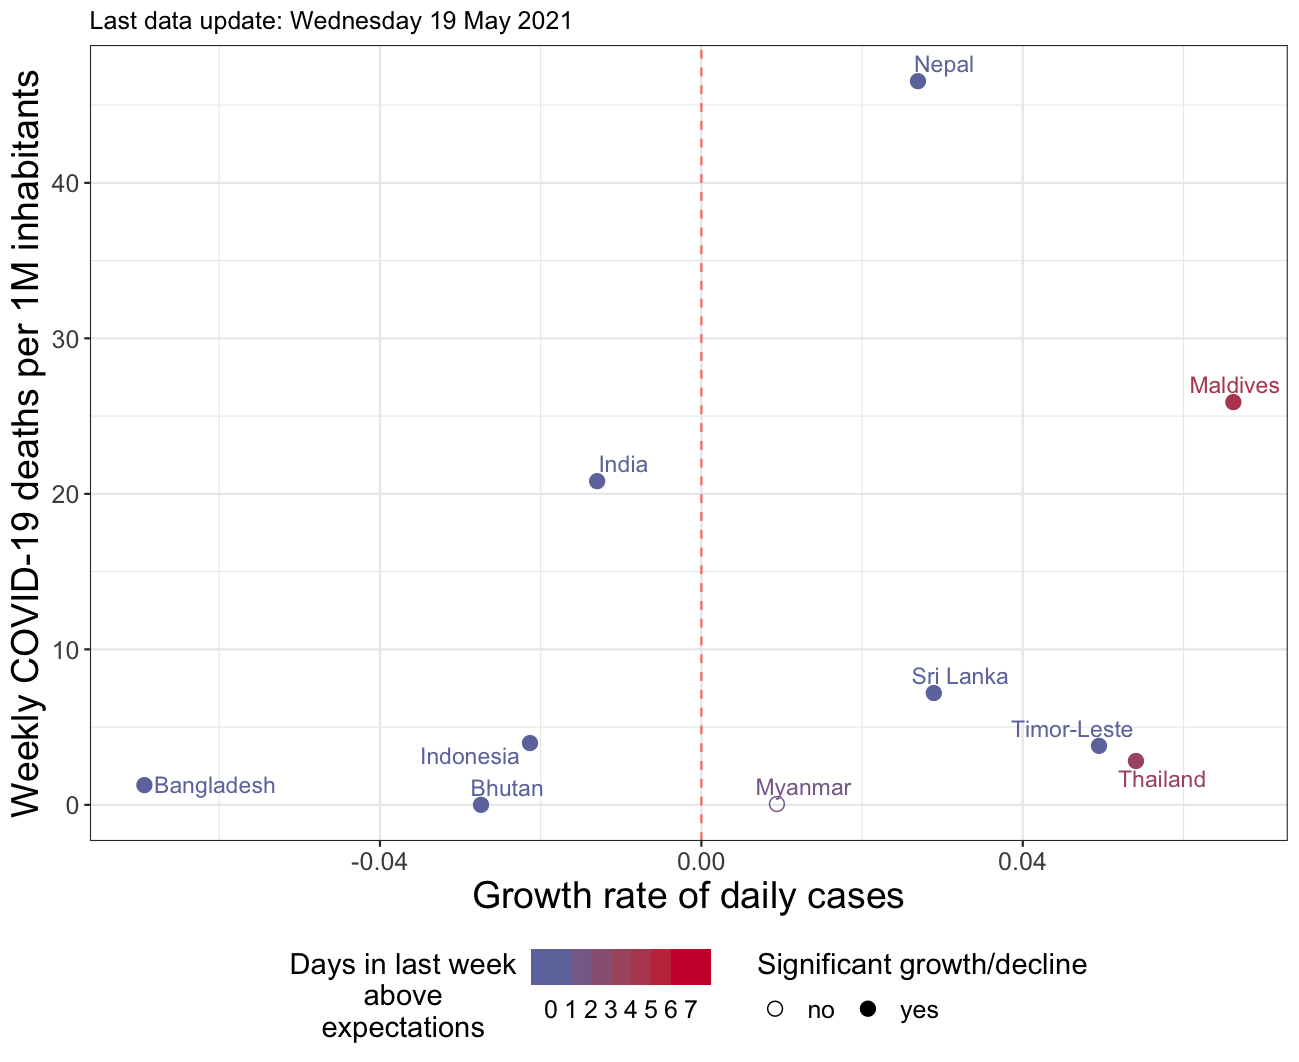 Last data update: Wednesday 19 May 2021
Weekly COVID-19 deaths per 1M inhabitants
Nepal
40
30
Maldives
India
20
10
Sri Lanka
Timor-Leste
Indonesia
Thailand
Bangladesh
Bhutan
Myanmar
0
-0.04 0.00 0.04
Growth rate of daily cases
Days in last week
above
expectations
0 1 2 3 4 5 6 7
Significant growth/decline
no yes